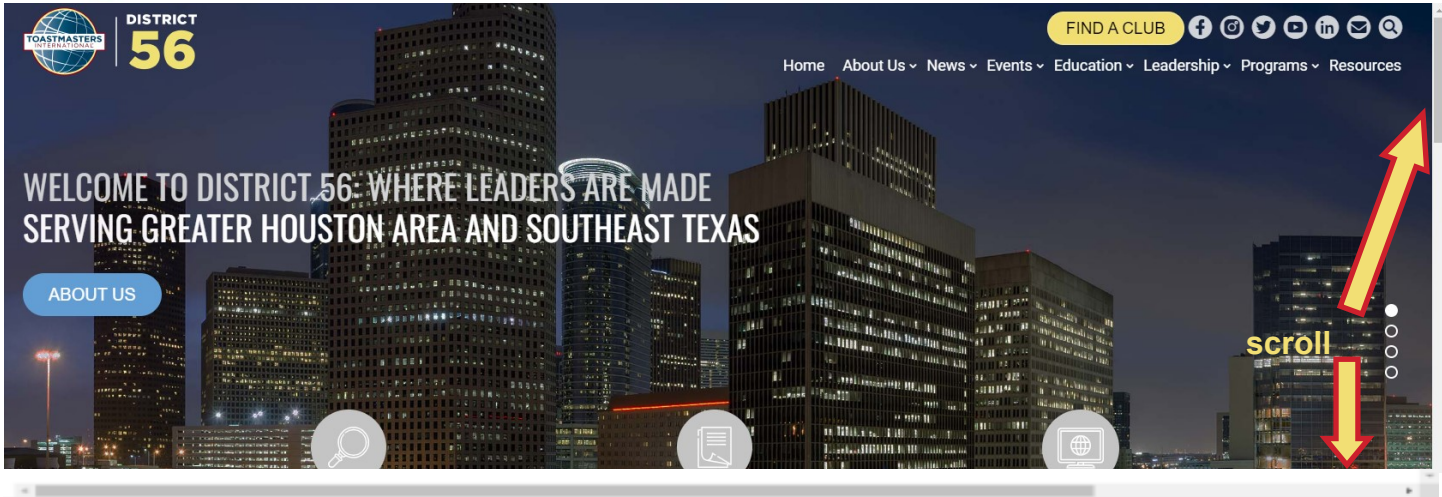 TOASTMASTERS
INTERNATIONAL
DISTRICT
56
FIND A CLUB
Home About Us News Events Education Leadership Programs Resources
WELCOME TO DISTRICT 56: WHERE LEADERS ARE MADE
SERVING GREATER HOUSTON AREA AND SOUTHEAST TEXAS
ABOUT US
scroll